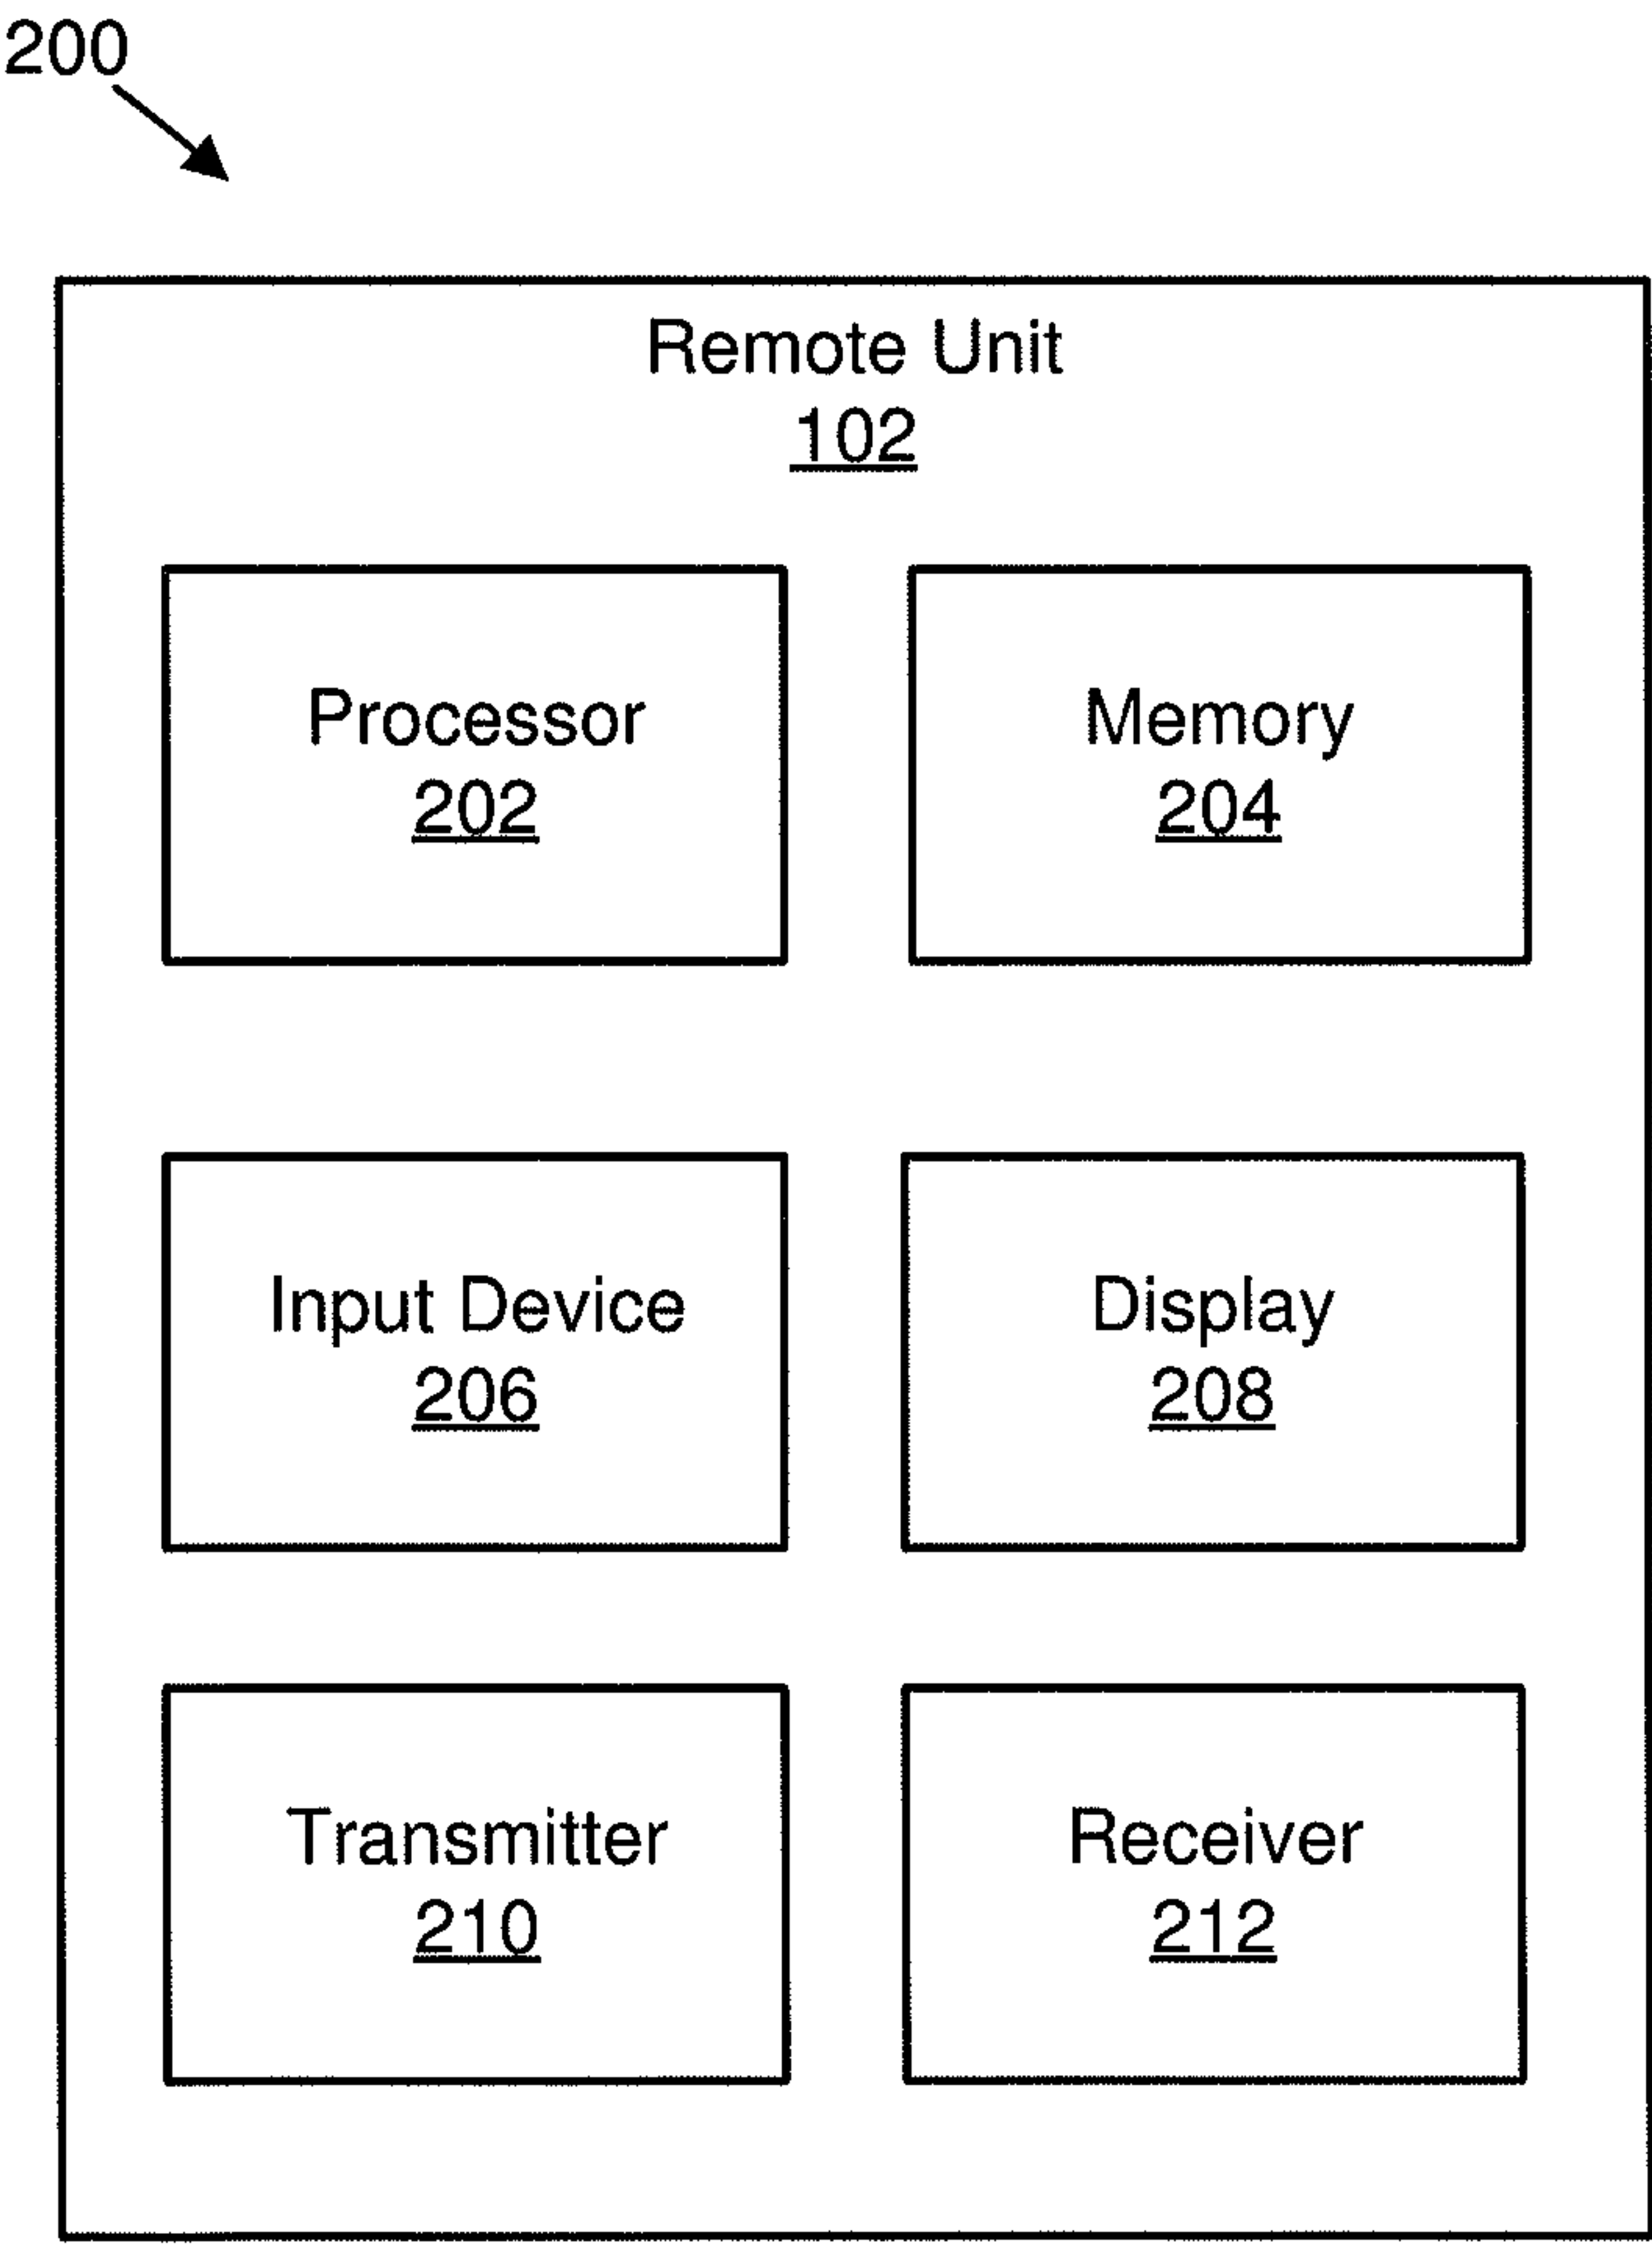 200
Remote Unit
102
Processor
202
Memory
204
Input Device
206
Display
208
Transmitter
210
Receiver
212